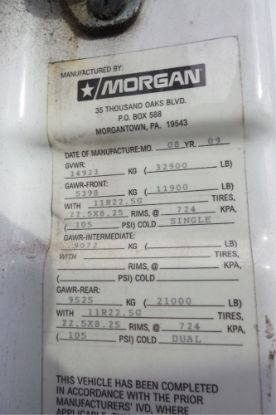 MANUFACTURED BY:
MORGAN
35 THOUSAND OAKS BLVD.
P.O. BOX 588
MORGANTOWN, PA. 19543
DATE OF MANUFACTURE:MO. 08 YR. 09
GVWR:
14923 KG ( 32900 LB)
GAWR-FRONT:
5398 KG ( 11900 LB)
WITH 11R22.5G TIRES,
22.5X8.25 RIMS, @ 724 KPA,
( 105 PSI) COLD SINGLE
GAWR-INTERMEDIATE:
9072 KG ( LB)
WITH TIRES,
RIMS, @ KPA,
( PSI) COLD
GAWR-REAR:
9525 KG ( 21000 LB)
WITH 11R22.5G TIRES,
22.5X8.25 RIMS, @ 724 KPA,
( 105 PSI) COLD DUAL
THIS VEHICLE HAS BEEN COMPLETED
IN ACCORDANCE WITH THE PRIOR
MANUFACTURERS' IVD, WHERE